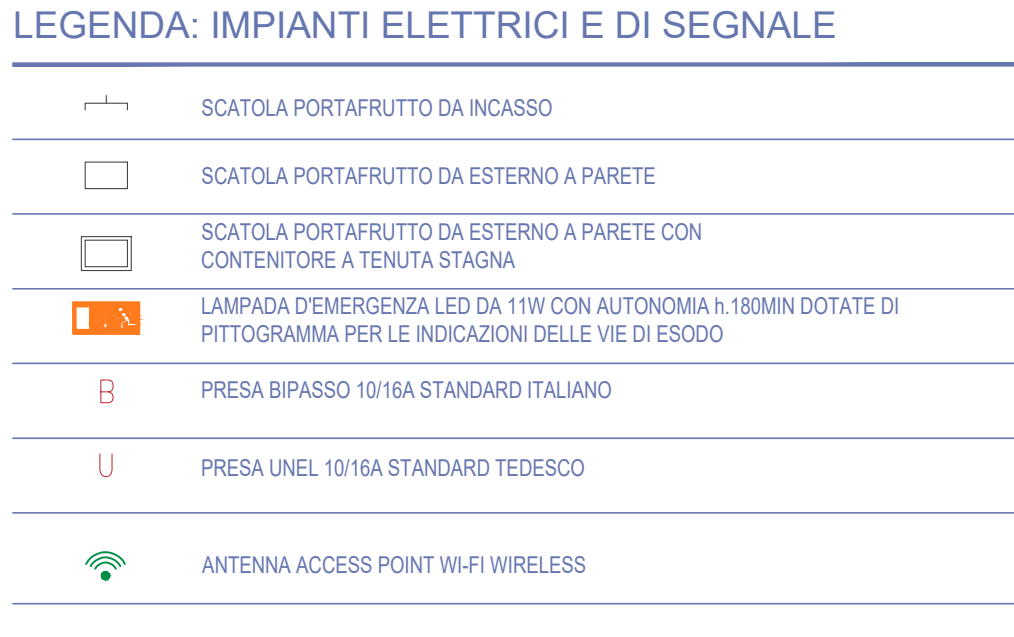 LEGENDA: IMPIANTI ELETTRICI E DI SEGNALE
SCATOLA PORTAFRUTTO DA INCASSO
SCATOLA PORTAFRUTTO DA ESTERNO A PARETE
SCATOLA PORTAFRUTTO DA ESTERNO A PARETE CON
CONTENITORE A TENUTA STAGNA
LAMPADA D'EMERGENZA LED DA 11W CON AUTONOMIA h.180MIN DOTATE DI
PITTOGRAMMA PER LE INDICAZIONI DELLE VIE DI ESODO
B PRESA BIPASSO 10/16A STANDARD ITALIANO
U PRESA UNEL 10/16A STANDARD TEDESCO
ANTENNA ACCESS POINT WI-FI WIRELESS